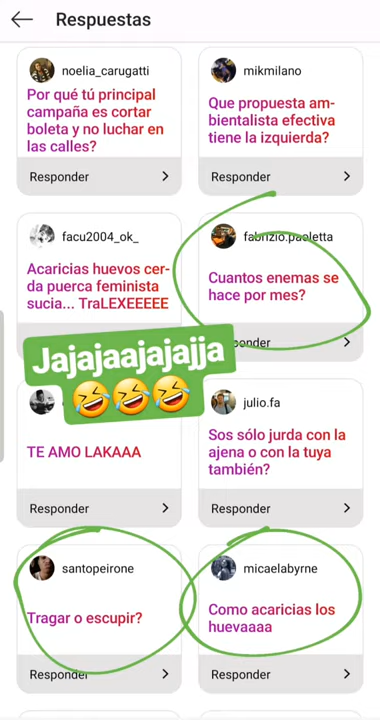 Respuestas
noelia_carugatti
Por qué tú principal
campaña es cortar
boleta y no luchar en
las calles?
Responder
mikmilano
Que propuesta am-
bientalista efectiva
tiene la izquierda?
Responder
facu2004_ok_
Acaricias huevos cer-
da puerca feminista
sucia... TraLEXEEEEE
fabrizio.paoletta
Cuantos enemas se
hace por mes?
ponder
Jajajaajajajja
🤣🤣🤣
TE AMO LAKAAA
Responder
julio.fa
Sos sólo jurda con la
ajena o con la tuya
también?
Responder
santopeirone
Tragar o escupir?
Responder
micaelabyrne
Como acaricias los
huevaaaa
Responder